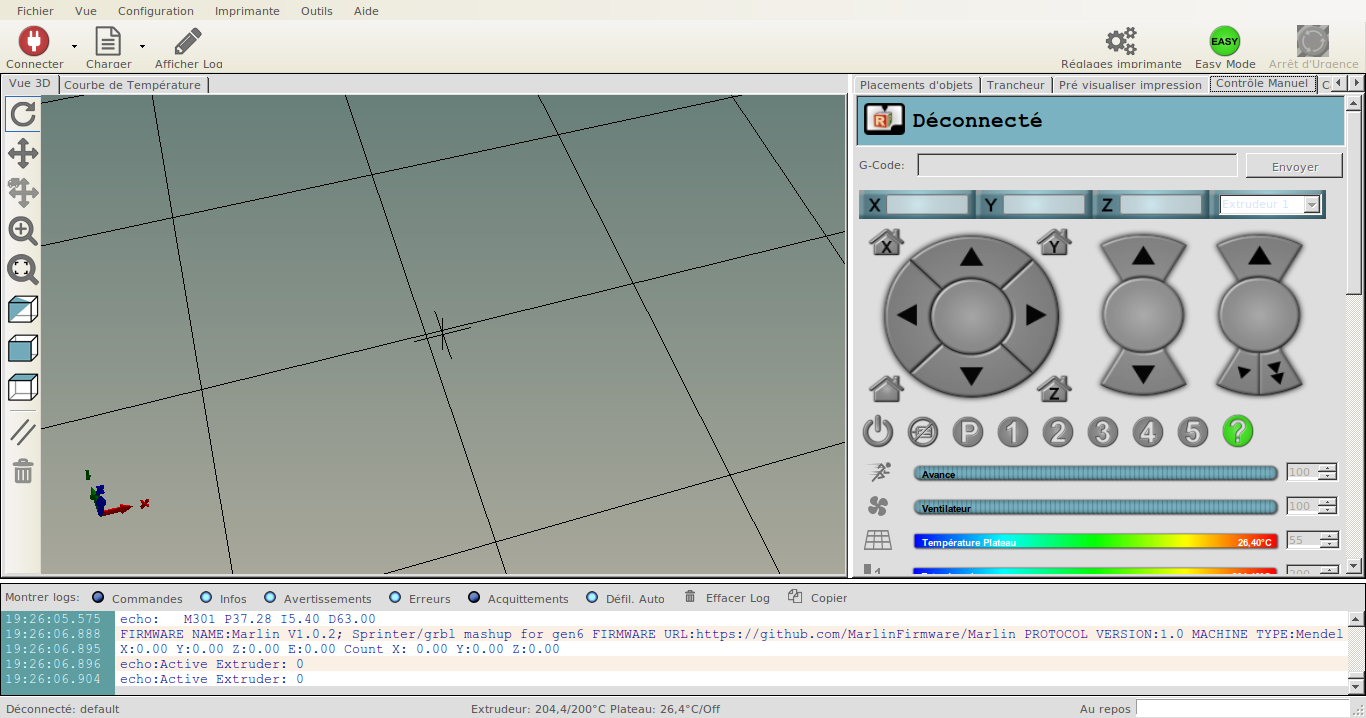 Fichier Vue Configuration Imprimante Outils Aide
Connecter Charger Afficher Log Réglages imprimante EASY Easy Mode Arrêt d'Urgence
Vue 3D Courbe de Température Placements d'objets Trancheur Pré visualiser impression Contrôle Manuel C
Déconnecté
G-Code: Envoyer
X Y Z Extrudeur 1
X Y
Z
P 1 2 3 4 5 ?
Avance 100
Ventilateur 100
Température Plateau 26,40°C 55
x
Montrer logs: Commandes Infos Avertissements Erreurs Acquittements Défil. Auto Effacer Log Copier
19:26:05.575 echo: M301 P37.28 I5.40 D63.00
19:26:06.888 FIRMWARE NAME:Marlin V1.0.2; Sprinter/grbl mashup for gen6 FIRMWARE URL:https://github.com/MarlinFirmware/Marlin PROTOCOL VERSION:1.0 MACHINE TYPE:Mendel
19:26:06.895 X:0.00 Y:0.00 Z:0.00 E:0.00 Count X: 0.00 Y:0.00 Z:0.00
19:26:06.896 echo:Active Extruder: 0
19:26:06.904 echo:Active Extruder: 0
Déconnecté: default Extrudeur: 204,4/200°C Plateau: 26,4°C/Off Au repos